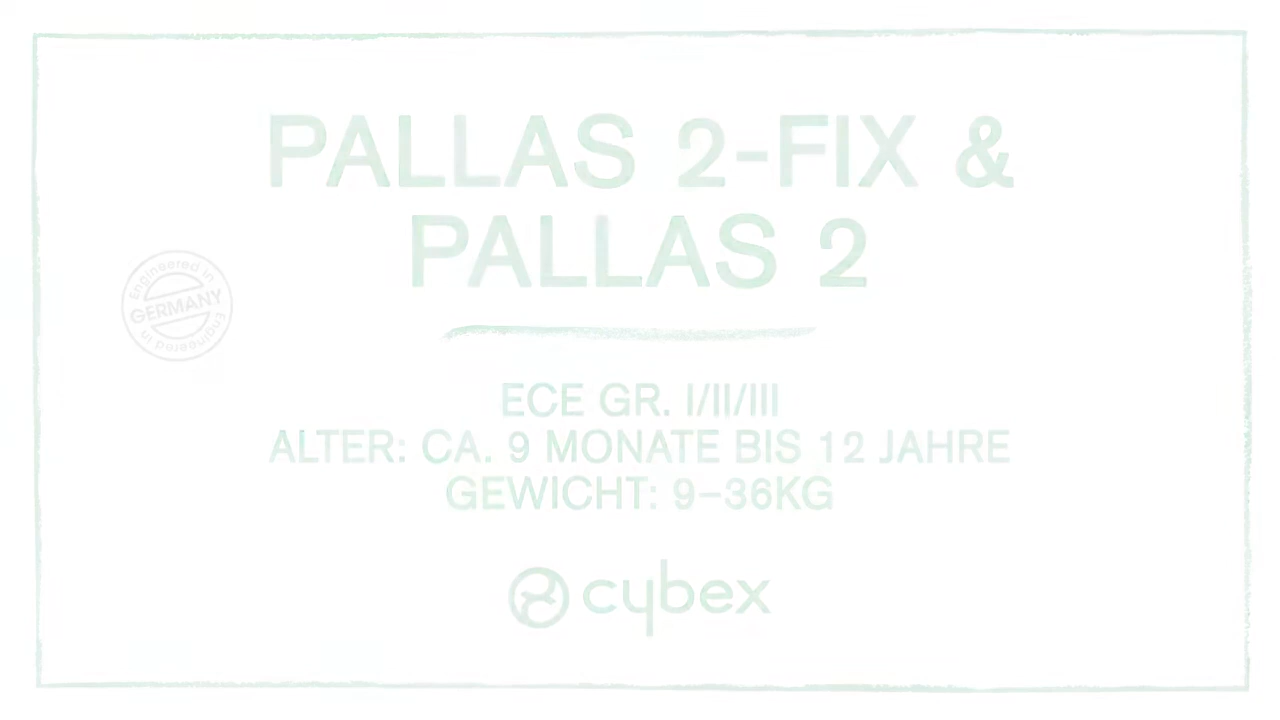 PALLAS 2-FIX &
PALLAS 2
Engineered in
GERMANY
Engineered in
ECE GR. I/II/III
ALTER: CA. 9 MONATE BIS 12 JAHRE
GEWICHT: 9–36KG
cybex